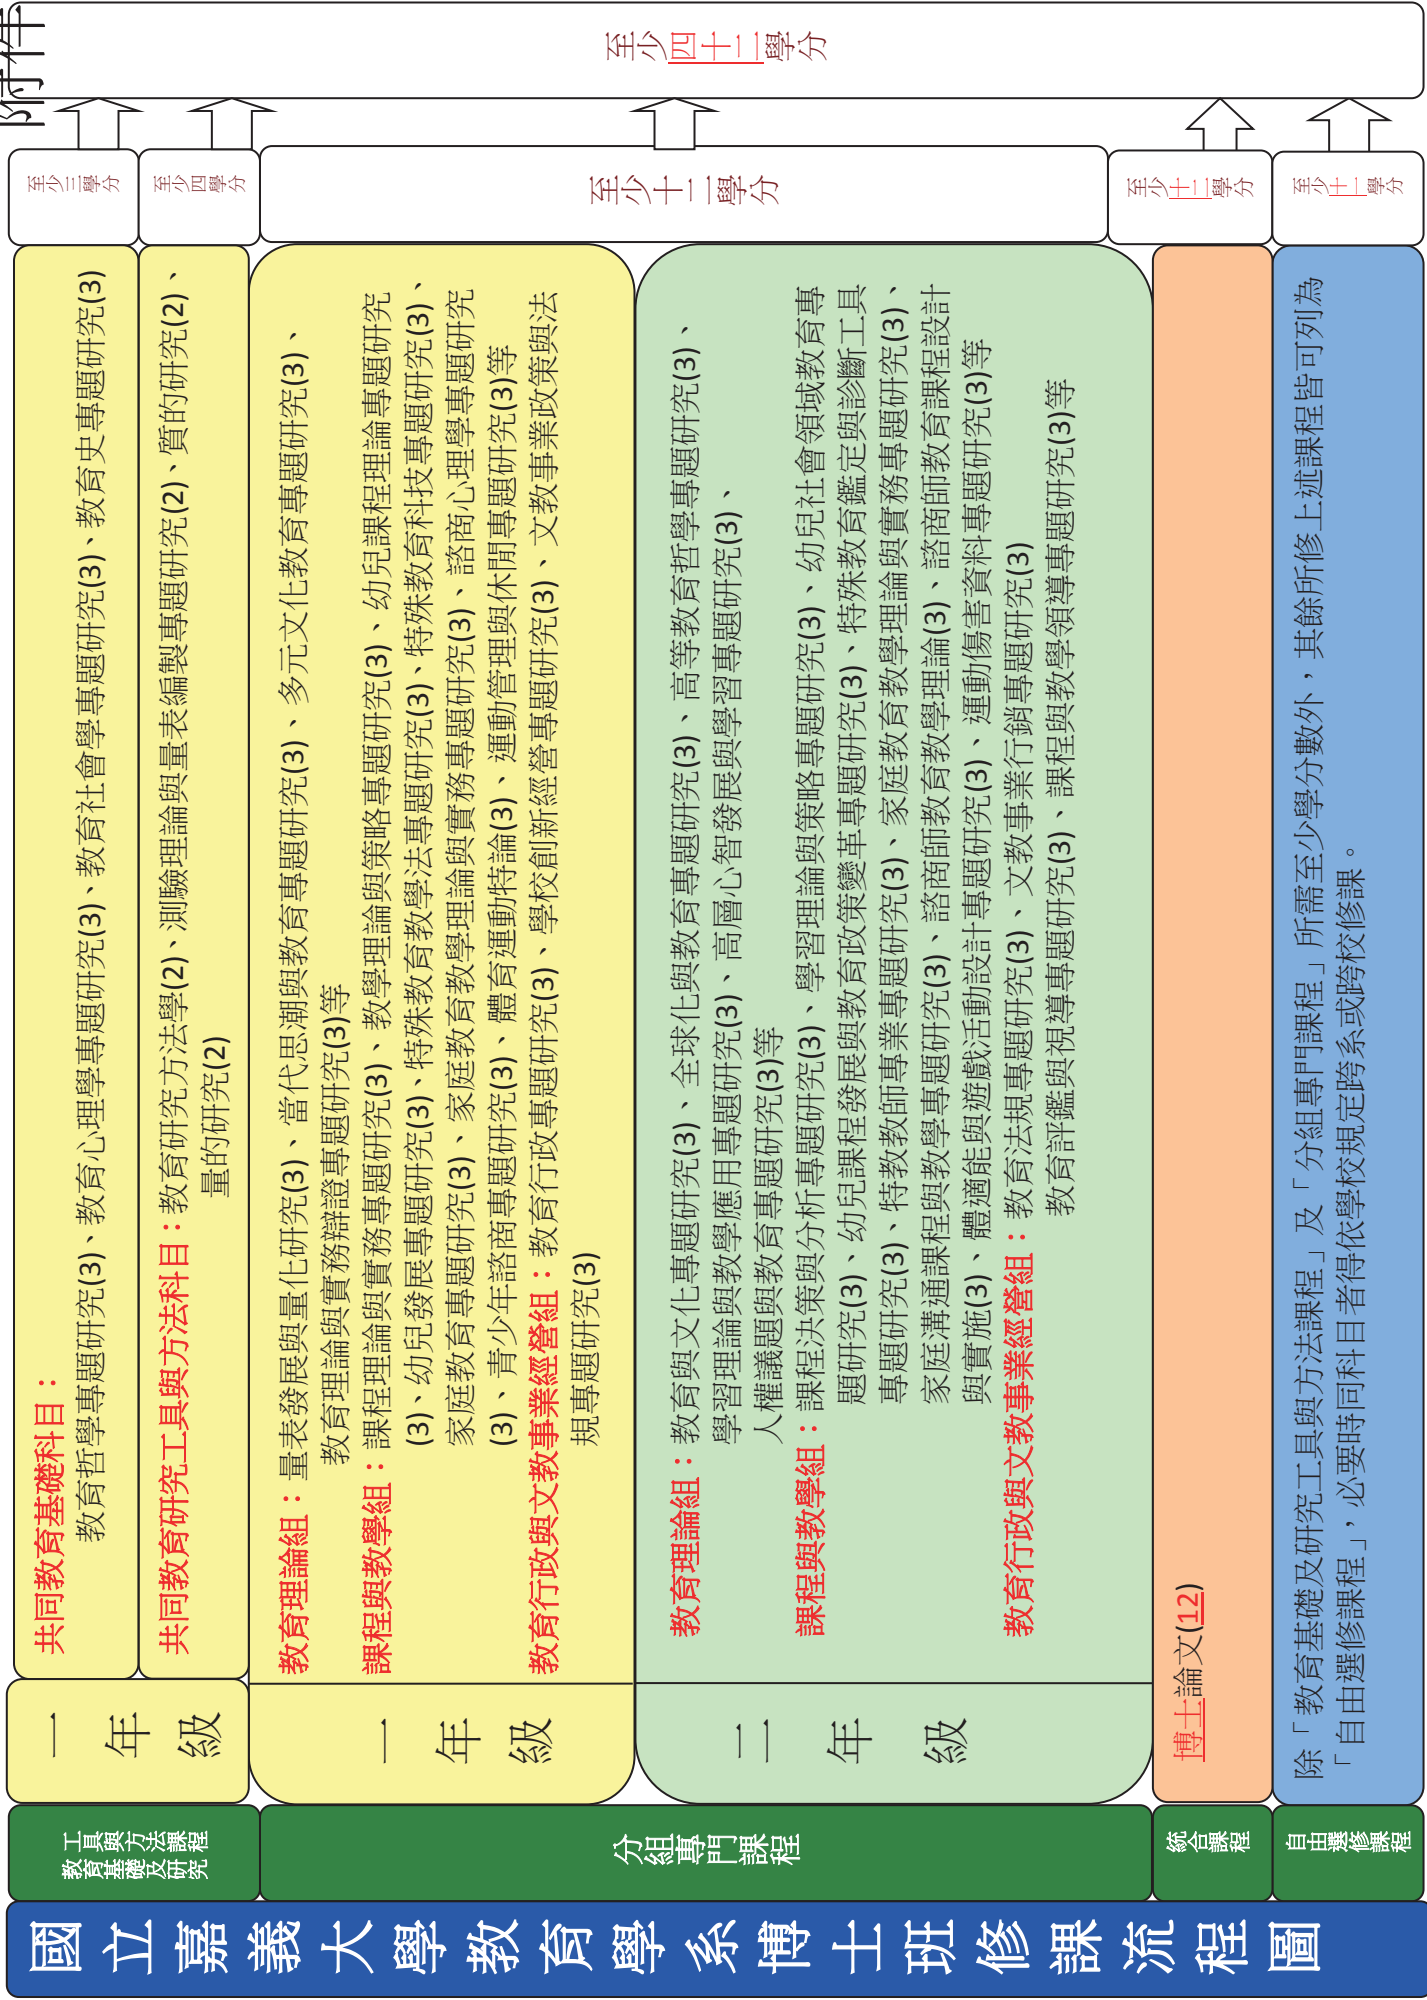 附件
國立嘉義大學教育學系博士班修課流程圖
教育基礎及研究
工具與方法課程
一年級
共同教育基礎科目：
教育哲學專題研究(3)、教育心理學專題研究(3)、教育社會學專題研究(3)、教育史專題研究(3)
至少三學分
共同教育研究工具與方法科目：教育研究方法學(2)、測驗理論與量表編製專題研究(2)、質的研究(2)、
量的研究(2)
至少四學分
分組專門課程
一年級
教育理論組：量表發展與量化研究(3)、當代思潮與教育專題研究(3)、多元文化教育專題研究(3)、
教育理論與實務辯證專題研究(3)等
課程與教學組：課程理論與實務專題研究(3)、教學理論與策略專題研究(3)、幼兒課程理論專題研究
(3)、幼兒發展專題研究(3)、特殊教育教學法專題研究(3)、特殊教育科技專題研究(3)、
家庭教育專題研究(3)、家庭教育教學理論與實務專題研究(3)、諮商心理學專題研究
(3)、青少年諮商專題研究(3)、體育運動特論(3)、運動管理與休閒專題研究(3)等
教育行政與文教事業經營組：教育行政專題研究(3)、學校創新經營專題研究(3)、文教事業政策與法
規專題研究(3)
二年級
教育理論組：教育與文化專題研究(3)、全球化與教育專題研究(3)、高等教育哲學專題研究(3)、
學習理論與教學應用專題研究(3)、高層心智發展與學習專題研究(3)、
人權議題與教育專題研究(3)等
課程與教學組：課程決策與分析專題研究(3)、學習理論與策略專題研究(3)、幼兒社會領域教育專
題研究(3)、幼兒課程發展與教育政策變革專題研究(3)、特殊教育鑑定與診斷工具
專題研究(3)、特教教師專業專題研究(3)、家庭教育教學理論與實務專題研究(3)、
家庭溝通課程與教學專題研究(3)、諮商師教育教學理論(3)、諮商師教育課程設計
與實施(3)、體適能與遊戲活動設計專題研究(3)、運動傷害資料專題研究(3)等
教育行政與文教事業經營組：教育法規專題研究(3)、文教事業行銷專題研究(3)
教育評鑑與視導專題研究(3)、課程與教學領導專題研究(3)等
至少十二學分
統合課程
博士論文(12)
至少十二學分
自由選修課程
除「教育基礎及研究工具與方法課程」及「分組專門課程」所需至少學分數外，其餘所修上述課程皆可列為
「自由選修課程」，必要時同科目者得依學校規定跨系或跨校修課。
至少十一學分
至少四十二學分